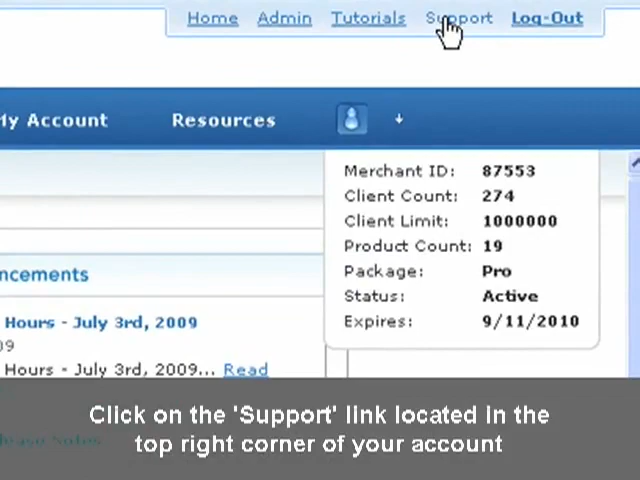 Home Admin Tutorials Support Log-Out
My Account Resources
Merchant ID: 87553
Client Count: 274
Client Limit: 1000000
Product Count: 19
Package: Pro
Status: Active
Expires: 9/11/2010
ncements
Hours - July 3rd, 2009
09
Hours - July 3rd, 2009... Read
Click on the 'Support' link located in the
top right corner of your account
lease Notes